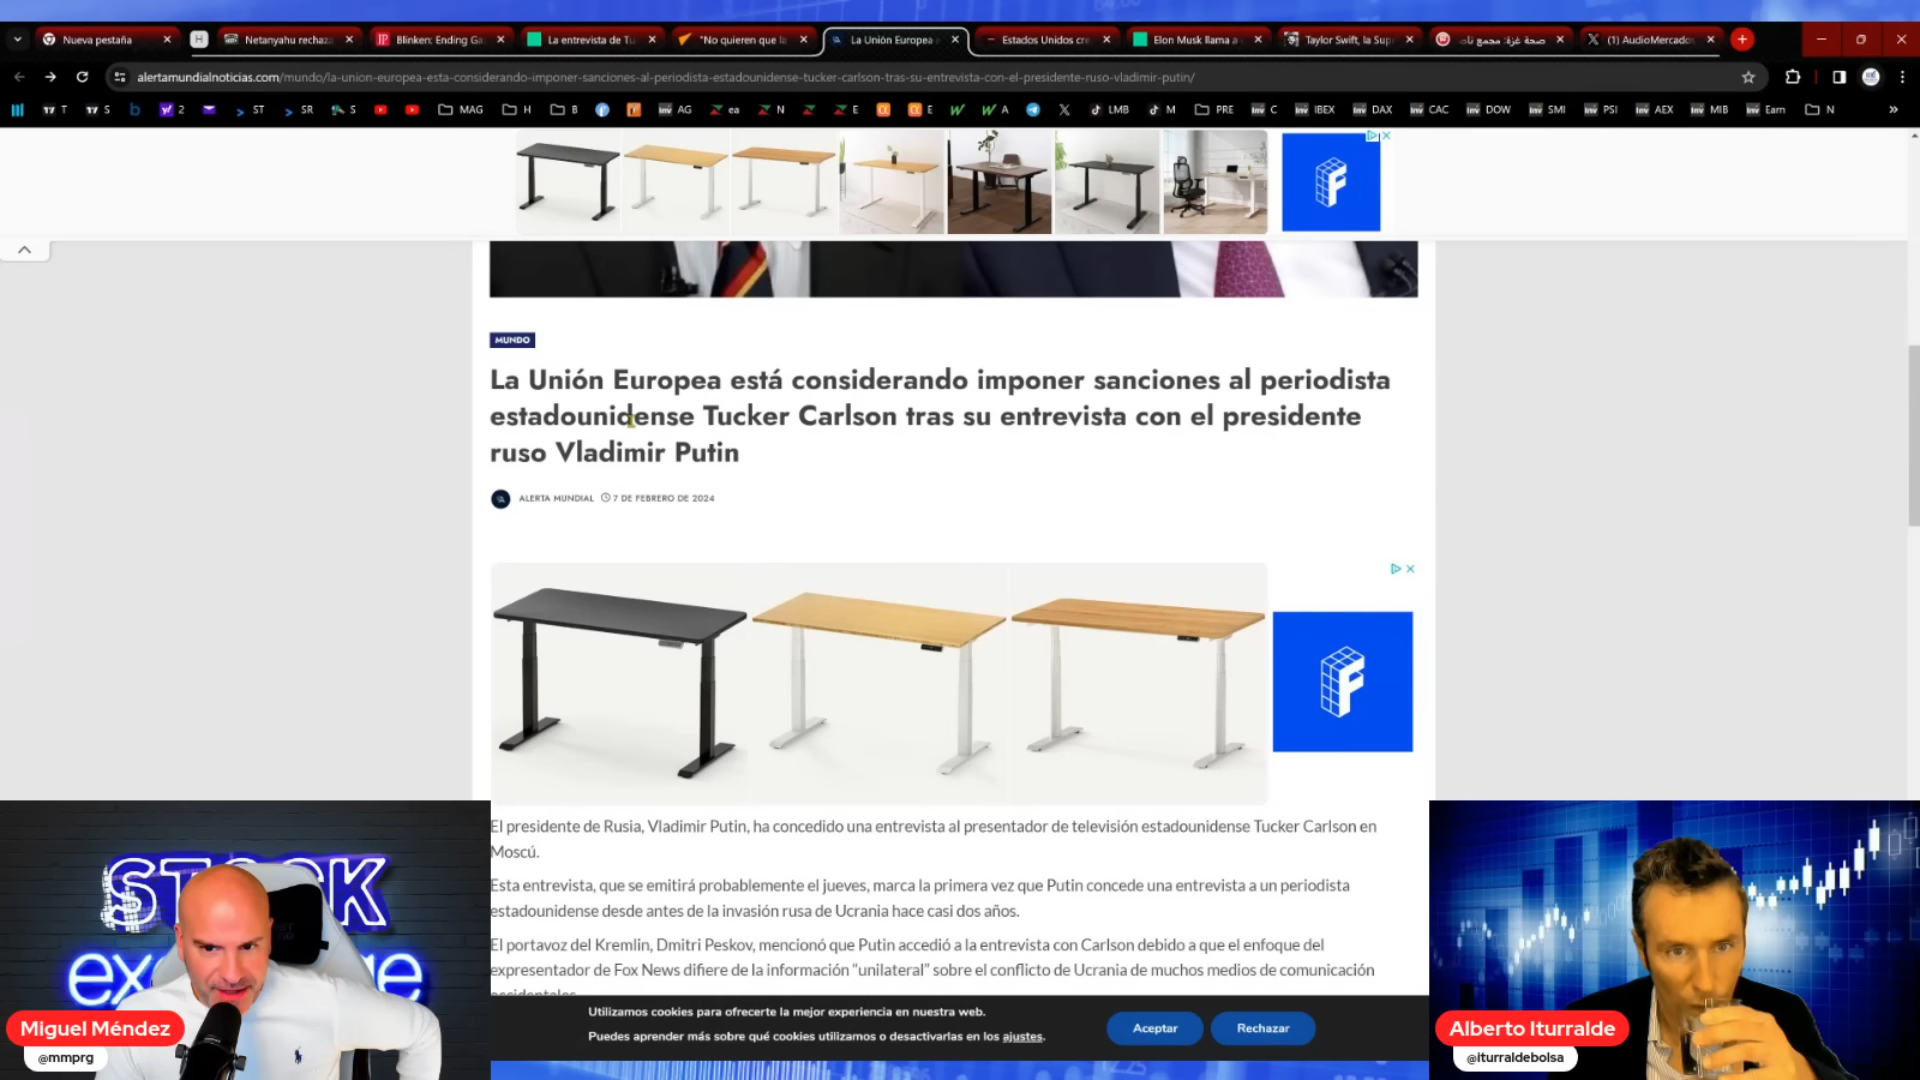 Nueva pestaña
H
Netanyahu rechaza
Blinken: Ending Ga
La entrevista de Tu
"No quieren que la
La Unión Europea e
Estados Unidos cre
Elon Musk llama a
Taylor Swift, la Sup
صحة غزة: مجمع ناص
(1) AudioMercado
alertamundialnoticias.com/mundo/la-union-europea-esta-considerando-imponer-sanciones-al-periodista-estadounidense-tucker-carlson-tras-su-entrevista-con-el-presidente-ruso-vladimir-putin/
T S 2 ST SR S MAG H B AG ea N E E A LMB M PRE C IBEX DAX CAC DOW SMI PSI AEX MIB Earn N
MUNDO
La Unión Europea está considerando imponer sanciones al periodista
estadounidense Tucker Carlson tras su entrevista con el presidente
ruso Vladimir Putin
ALERTA MUNDIAL 7 DE FEBRERO DE 2024
El presidente de Rusia, Vladimir Putin, ha concedido una entrevista al presentador de televisión estadounidense Tucker Carlson en
Moscú.
Esta entrevista, que se emitirá probablemente el jueves, marca la primera vez que Putin concede una entrevista a un periodista
estadounidense desde antes de la invasión rusa de Ucrania hace casi dos años.
El portavoz del Kremlin, Dmitri Peskov, mencionó que Putin accedió a la entrevista con Carlson debido a que el enfoque del
expresentador de Fox News difiere de la información "unilateral" sobre el conflicto de Ucrania de muchos medios de comunicación
occidentales
Utilizamos cookies para ofrecerte la mejor experiencia en nuestra web.
Puedes aprender más sobre qué cookies utilizamos o desactivarlas en los ajustes.
Aceptar
Rechazar
Miguel Méndez
@mmprg
Alberto Iturralde
@iturraldebolsa